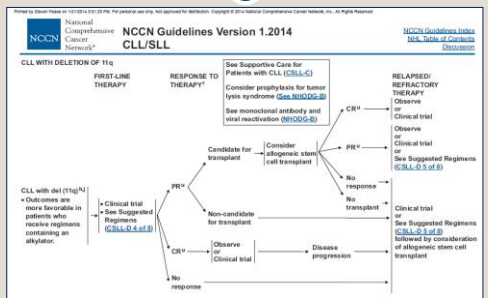 Printed by Steven Pease on 1/21/2014 5:01:25 PM. For personal use only. Not approved for distribution. Copyright © 2014 National Comprehensive Cancer Network, Inc., All Rights Reserved.
NCCN
National
Comprehensive
Cancer
Network®
NCCN Guidelines Version 1.2014
CLL/SLL
NCCN Guidelines Index
NHL Table of Contents
Discussion
CLL WITH DELETION OF 11q
FIRST-LINE
THERAPY
RESPONSE TO
THERAPY
See Supportive Care for
Patients with CLL (CSLL-C)
Consider prophylaxis for tumor
lysis syndrome (See NHODG-B)
See monoclonal antibody and
viral reactivation (NHODG-B)
RELAPSED/
REFRACTORY
THERAPY
CLL with del (11q)
• Outcomes are
more favorable in
patients who
receive regimens
containing an
alkylator.
• Clinical trial
• See Suggested
Regimens
(CSLL-D 4 of 8)
PRu
Candidate for
transplant
Consider
allogeneic stem
cell transplant
CRu
Observe
or
Clinical trial
PRu
Observe
or
Clinical trial
or
See Suggested Regimens
(CSLL-D 5 of 8)
No
response
No
transplant
Non-candidate
for transplant
Clinical trial
or
See Suggested Regimens
(CSLL-D 5 of 8)
followed by consideration
of allogeneic stem cell
transplant
CRu
Observe
or
Clinical trial
Disease
progression
No
response